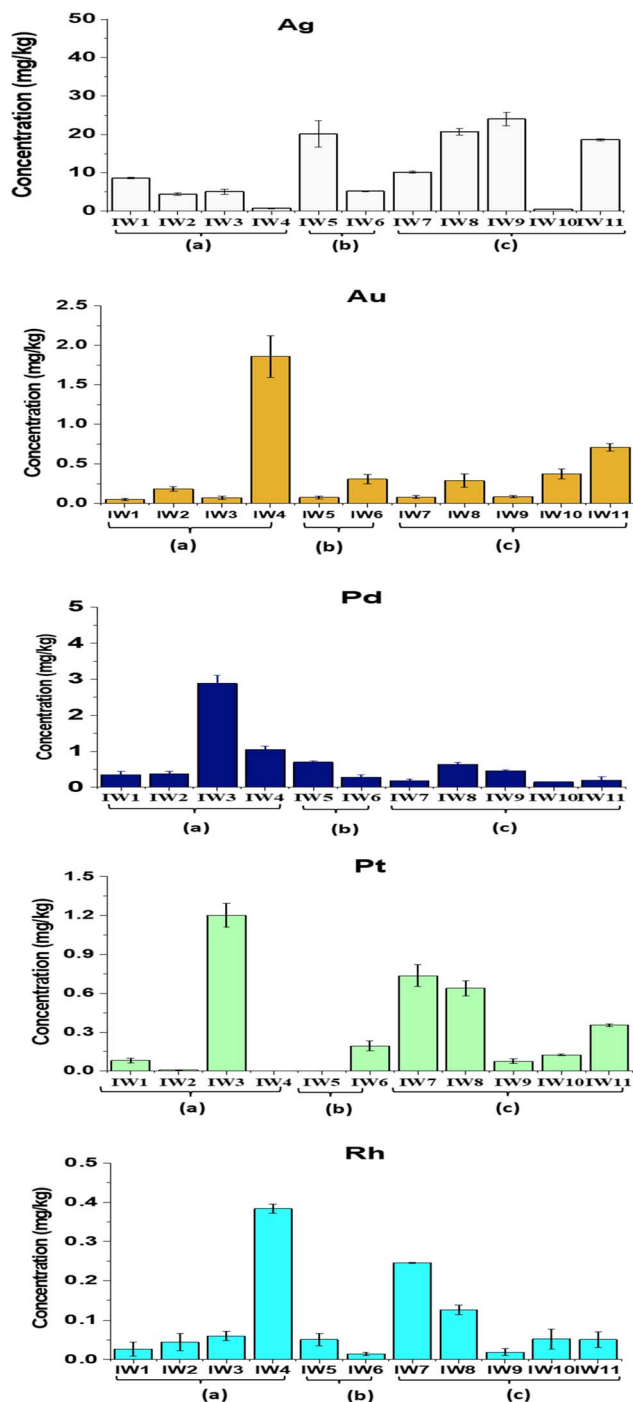 Ag
Concentration (mg/kg)
50
40
30
20
10
0
IW1 IW2 IW3 IW4 IW5 IW6 IW7 IW8 IW9 IW10 IW11
(a) (b) (c)
Au
Concentration (mg/kg)
2.5
2.0
1.5
1.0
0.5
0.0
IW1 IW2 IW3 IW4 IW5 IW6 IW7 IW8 IW9 IW10 IW11
(a) (b) (c)
Pd
Concentration (mg/kg)
5
4
3
2
1
0
IW1 IW2 IW3 IW4 IW5 IW6 IW7 IW8 IW9 IW10 IW11
(a) (b) (c)
Pt
Concentration (mg/kg)
1.5
1.2
0.9
0.6
0.3
0.0
IW1 IW2 IW3 IW4 IW5 IW6 IW7 IW8 IW9 IW10 IW11
(a) (b) (c)
Rh
Concentration (mg/kg)
0.5
0.4
0.3
0.2
0.1
0.0
IW1 IW2 IW3 IW4 IW5 IW6 IW7 IW8 IW9 IW10 IW11
(a) (b) (c)